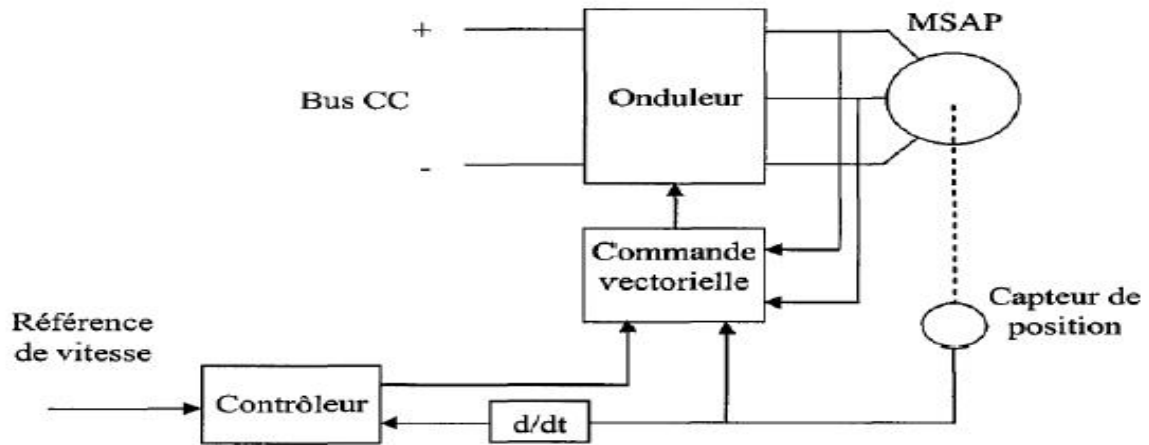 MSAP
+
Onduleur
Bus CC
-
Commande
vectorielle
Capteur de
position
Référence
de vitesse
Contrôleur
d/dt